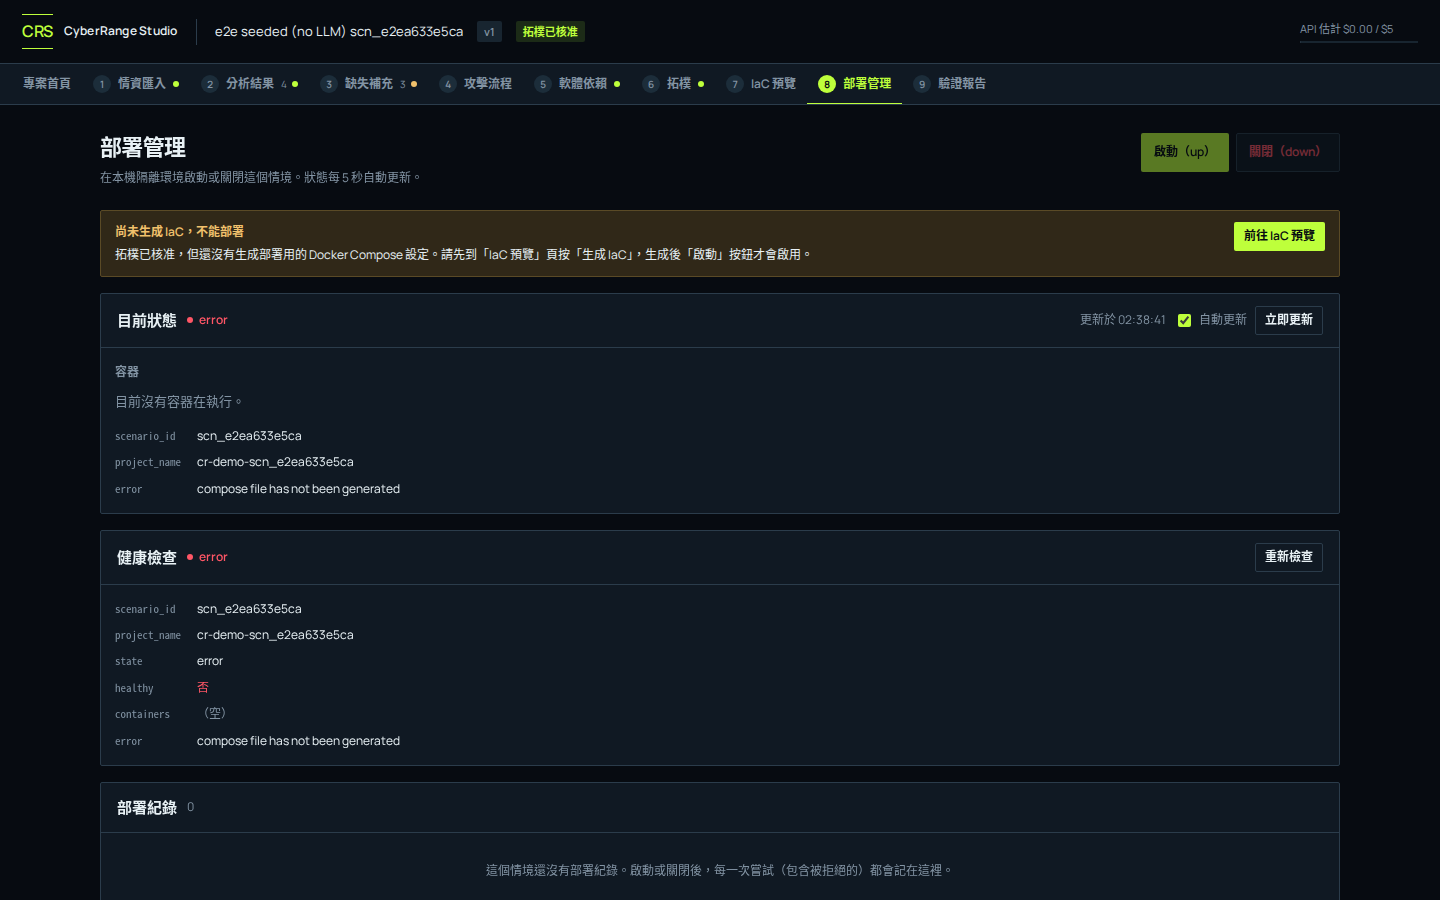 CRS CyberRange Studio e2e seeded (no LLM) scn_e2ea633e5ca v1 拓樸已核准 API 估計 $0.00 / $5
專案首頁 1 情資匯入 2 分析結果 4 3 缺失補充 3 4 攻擊流程 5 軟體依賴 6 拓樸 7 IaC 預覽 8 部署管理 9 驗證報告
部署管理
啟動（up） 關閉（down）
在本機隔離環境啟動或關閉這個情境。狀態每 5 秒自動更新。
尚未生成 IaC，不能部署
拓樸已核准，但還沒有生成部署用的 Docker Compose 設定。請先到「IaC 預覽」頁按「生成 IaC」，生成後「啟動」按鈕才會啟用。
前往 IaC 預覽
目前狀態 error 更新於 02:38:41 自動更新 立即更新
容器
目前沒有容器在執行。
scenario_id scn_e2ea633e5ca
project_name cr-demo-scn_e2ea633e5ca
error compose file has not been generated
健康檢查 error 重新檢查
scenario_id scn_e2ea633e5ca
project_name cr-demo-scn_e2ea633e5ca
state error
healthy 否
containers （空）
error compose file has not been generated
部署紀錄 0
這個情境還沒有部署紀錄。啟動或關閉後，每一次嘗試（包含被拒絕的）都會記在這裡。